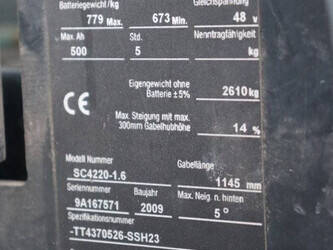 Batteriegewicht/kg Gleichspannung
779 Max. 673 Min. 48 v
Max. Ah Std. Nenntragfähigkeit
500 5 kg
Eigengewicht ohne
Batterie ±5% 2610kg
CE
Max. Steigung mit max.
300mm Gabelhubhöhe 14 %
Modell Nummer Gabellänge
SC4220-1.6 1145 mm
Seriennummer Baujahr Max. Neig. n. hinten
9A167571 2009 5°
Spezifikationsnummer
-TT4370526-SSH23